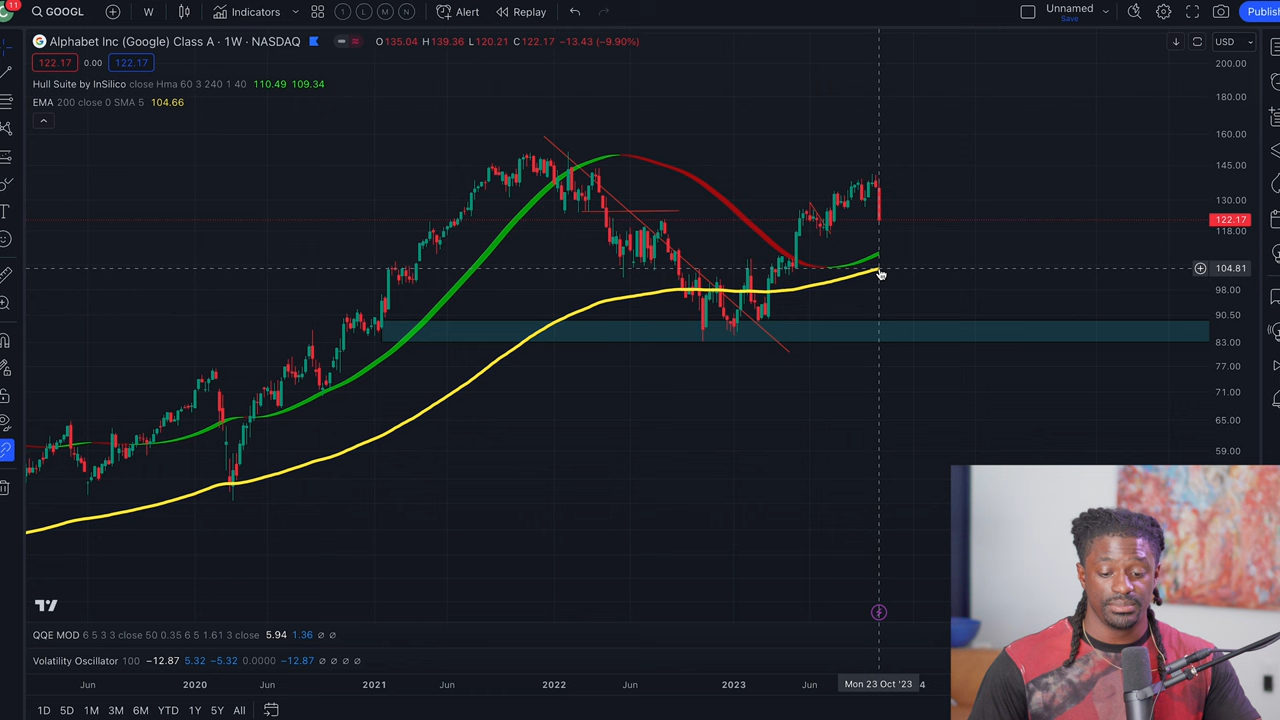 11
GOOGL
W
Indicators
1
L
M
N
Alert
Replay
Unnamed
Save
Publish
Alphabet Inc (Google) Class A · 1W · NASDAQ
O135.04 H139.36 L120.21 C122.17 −13.43 (−9.90%)
USD
122.17
0.00
122.17
Hull Suite by InSilico close Hma 60 3 240 1 40 110.49 109.34
EMA 200 close 0 SMA 5 104.66
200.00
180.00
160.00
145.00
130.00
122.17
118.00
104.81
98.00
90.50
83.00
77.00
71.00
65.00
59.00
QQE MOD 6 5 3 3 close 50 0.35 6 5 1.61 3 close 5.94 1.36 ∅ ∅
Volatility Oscillator 100 −12.87 5.32 −5.32 0.0000 −12.87 ∅ ∅ ∅ ∅
Jun
2020
Jun
2021
Jun
2022
Jun
2023
Jun
Mon 23 Oct '23
4
1D 5D 1M 3M 6M YTD 1Y 5Y All